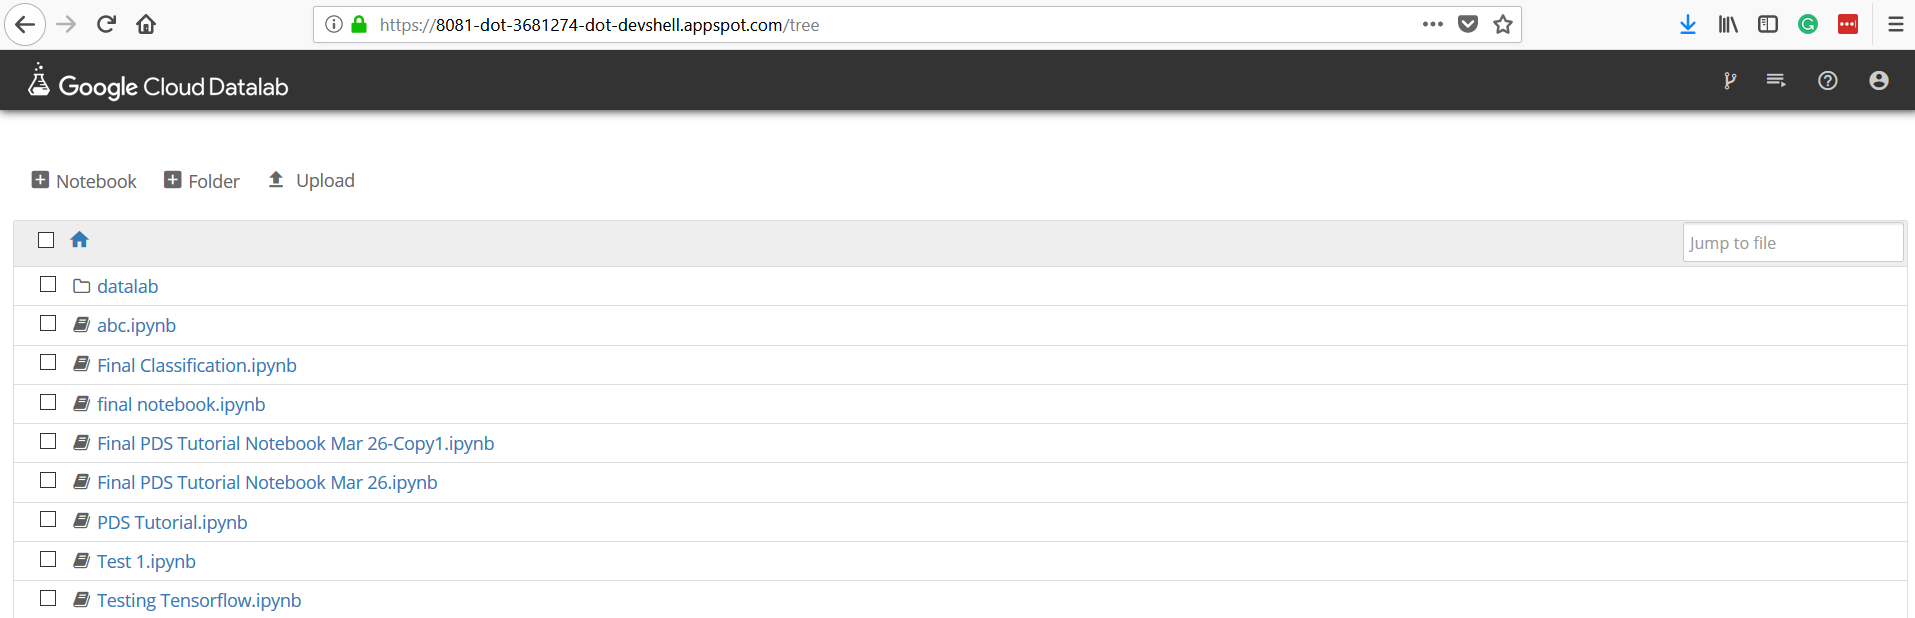 https://8081-dot-3681274-dot-devshell.appspot.com/tree
Google Cloud Datalab
Notebook Folder Upload
Jump to file
datalab
abc.ipynb
Final Classification.ipynb
final notebook.ipynb
Final PDS Tutorial Notebook Mar 26-Copy1.ipynb
Final PDS Tutorial Notebook Mar 26.ipynb
PDS Tutorial.ipynb
Test 1.ipynb
Testing Tensorflow.ipynb